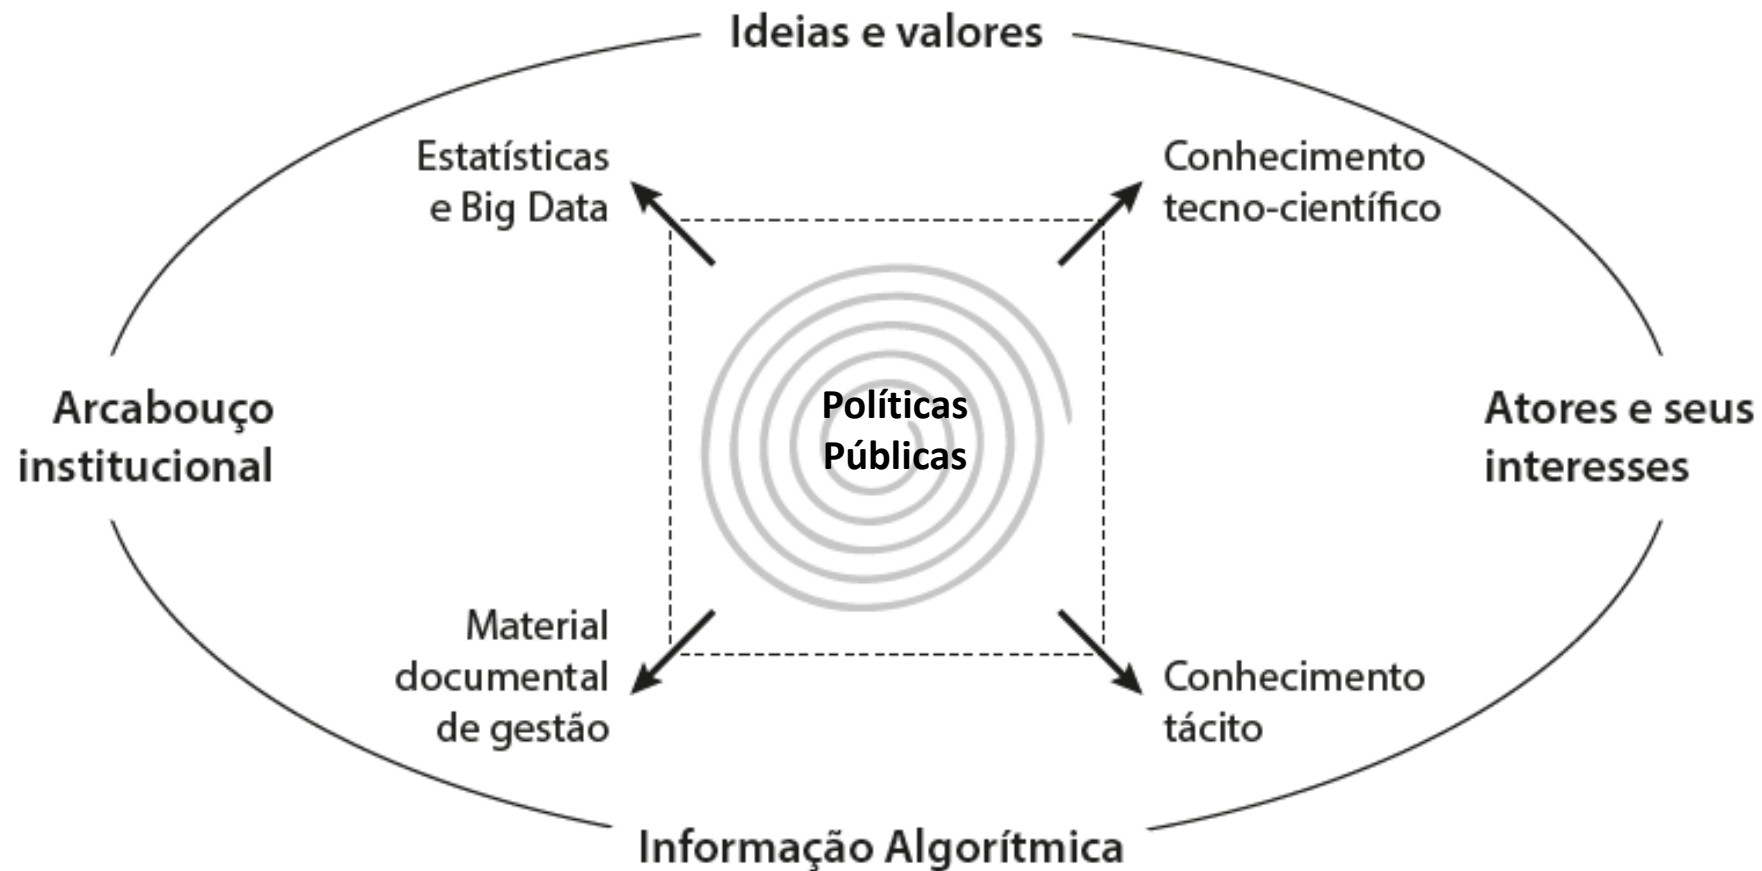 Ideias e valores
Estatísticas
e Big Data
Conhecimento
tecno-científico
Arcabouço
institucional
Políticas
Públicas
Atores e seus
interesses
Material
documental
de gestão
Conhecimento
tácito
Informação Algorítmica